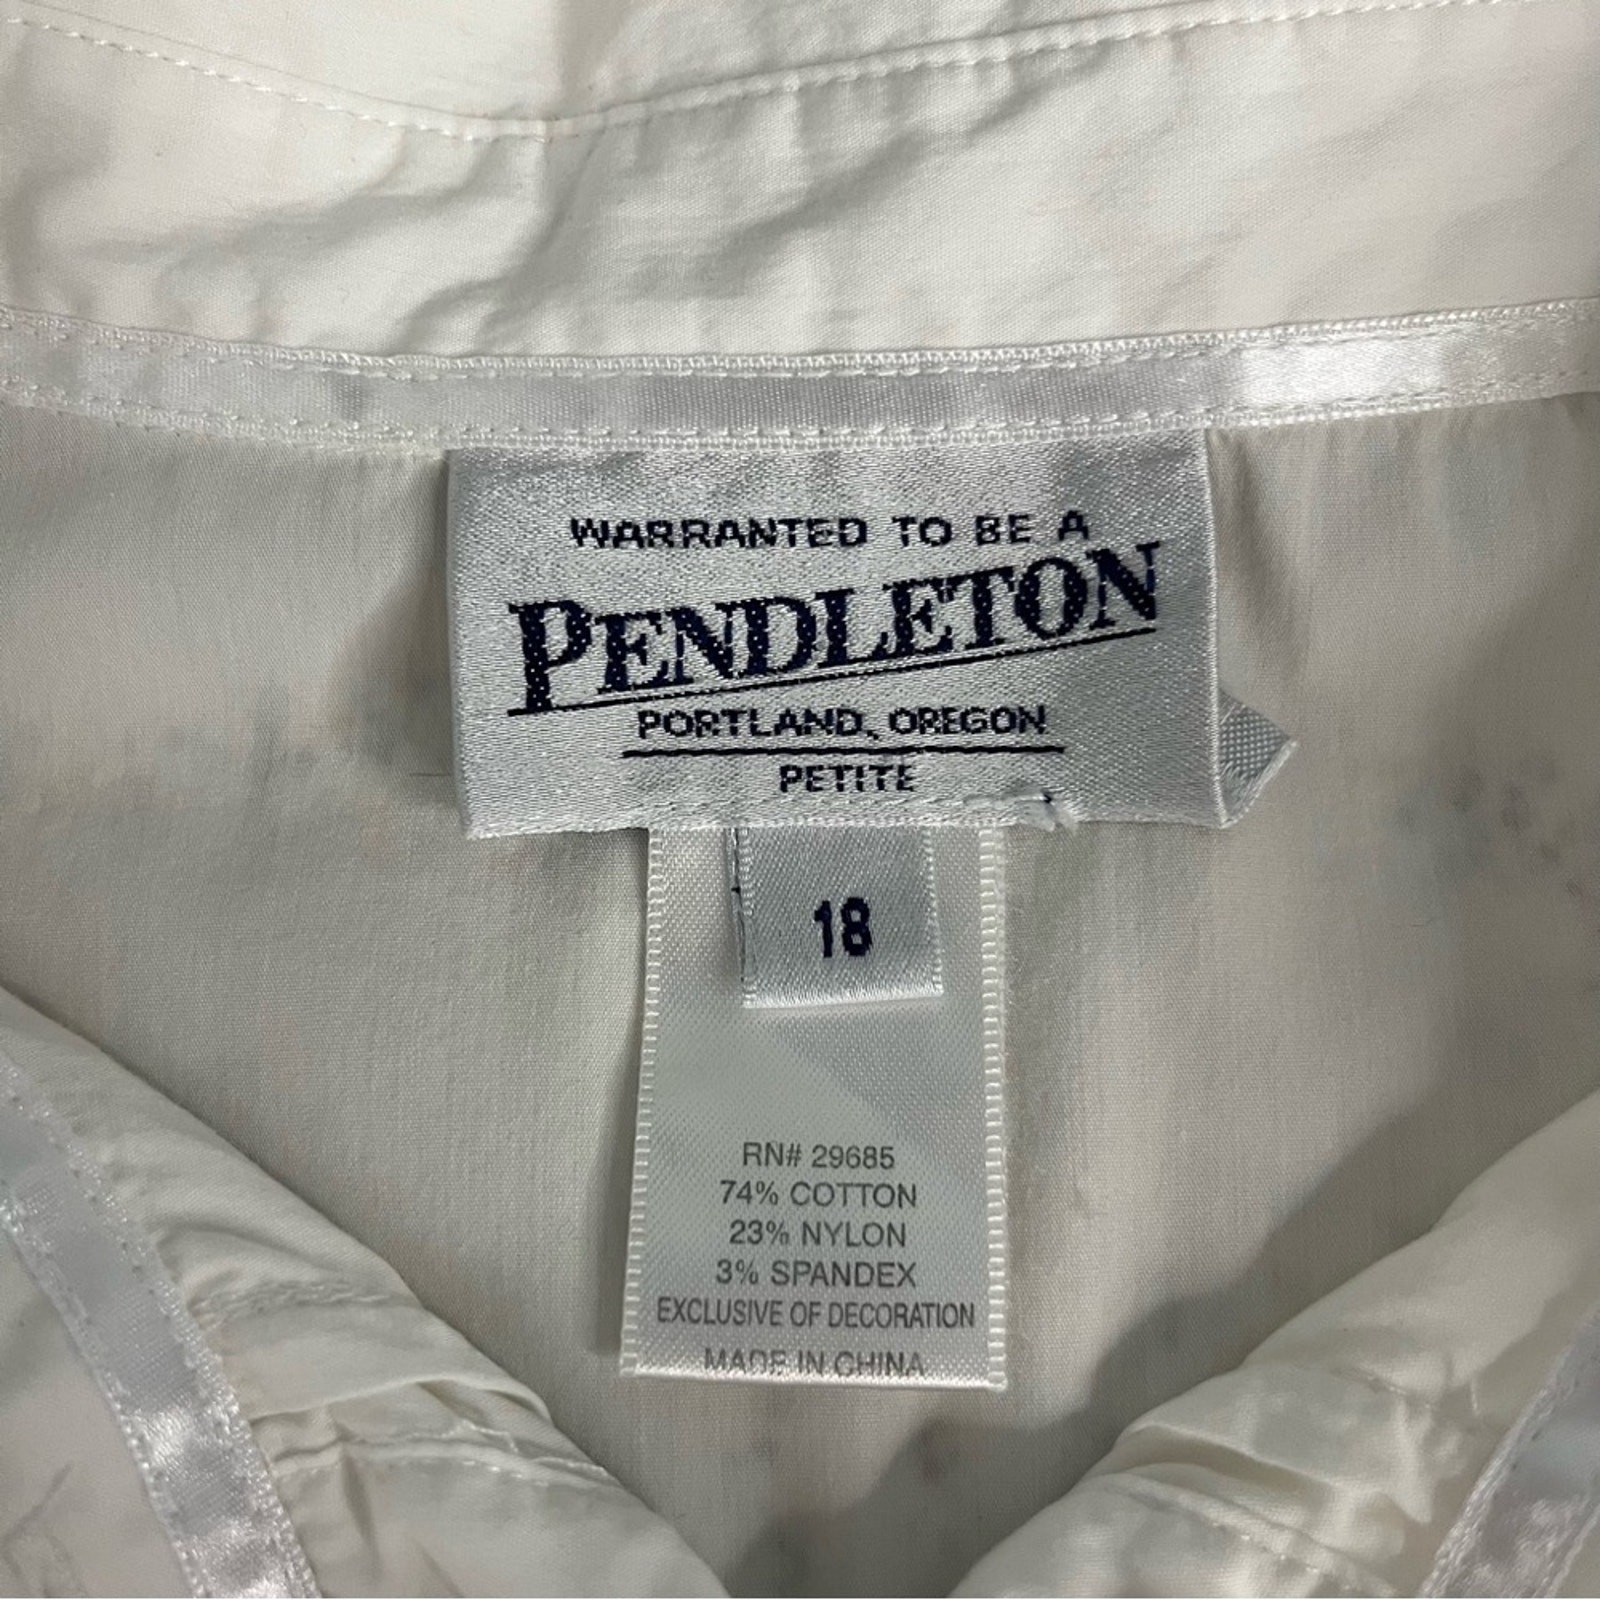 WARRANTED TO BE A
PENDLETON
PORTLAND, OREGON
PETITE
18
RN# 29685
74% COTTON
23% NYLON
3% SPANDEX
EXCLUSIVE OF DECORATION
MADE IN CHINA